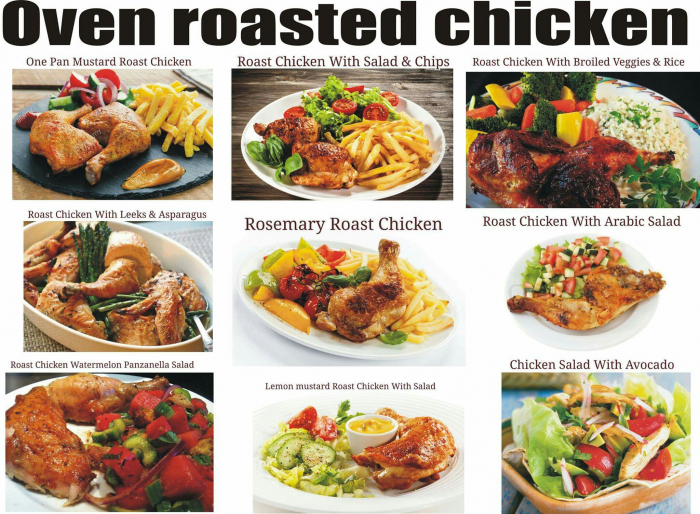 Oven roasted chicken
One Pan Mustard Roast Chicken
Roast Chicken With Salad & Chips
Roast Chicken With Broiled Veggies & Rice
Roast Chicken With Leeks & Asparagus
Rosemary Roast Chicken
Roast Chicken With Arabic Salad
Roast Chicken Watermelon Panzanella Salad
Lemon mustard Roast Chicken With Salad
Chicken Salad With Avocado